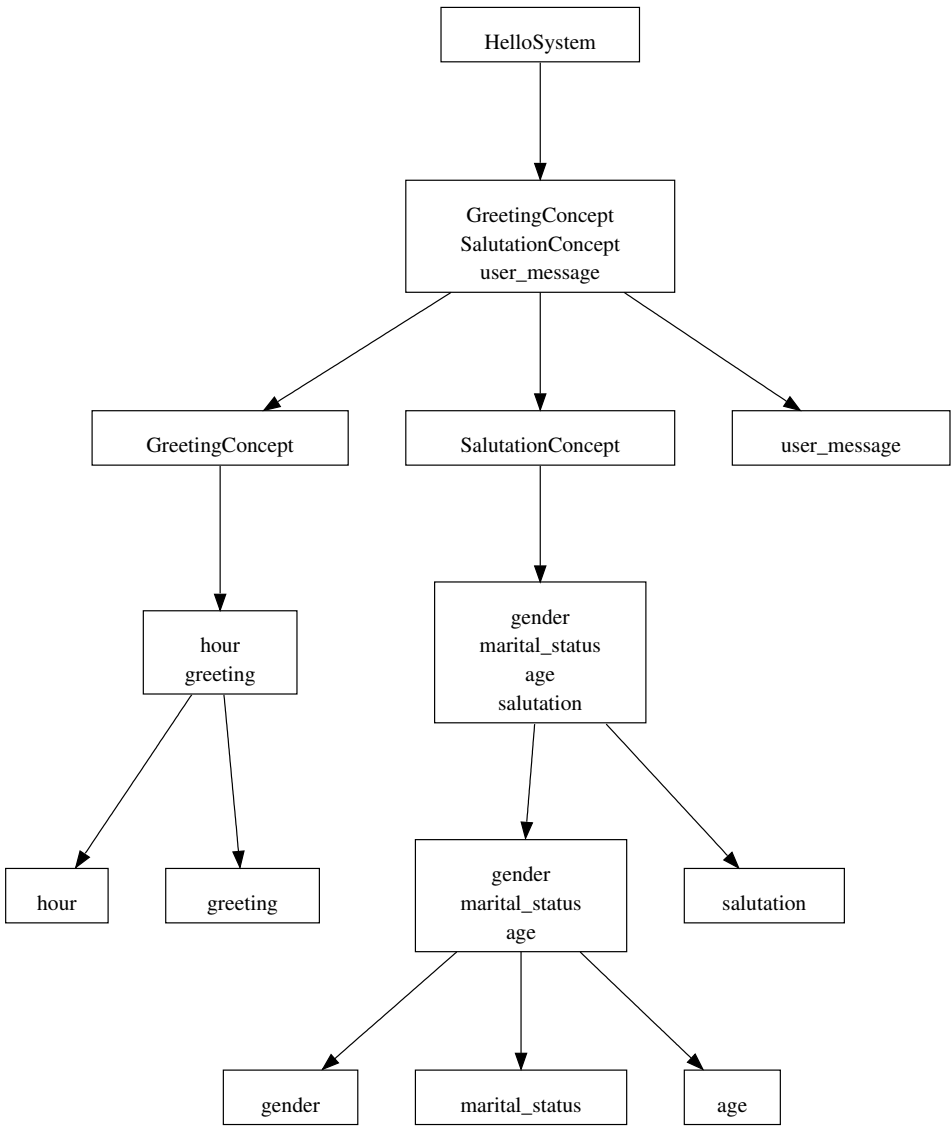 HelloSystem
GreetingConcept
SalutationConcept
user_message
GreetingConcept
SalutationConcept
user_message
hour
greeting
gender
marital_status
age
salutation
hour
greeting
gender
marital_status
age
salutation
gender
marital_status
age